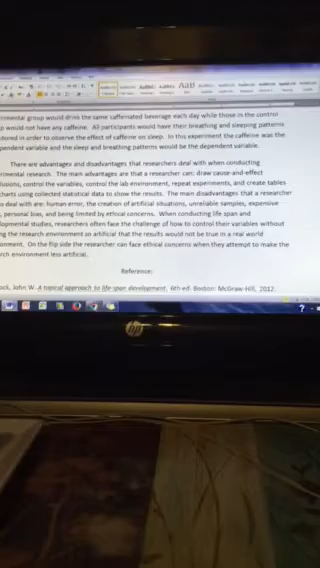 rimental group would drink the same caffeinated beverage each day while those in the control
p would not have any caffeine. All participants would have their breathing and sleeping patterns
itored in order to observe the effect of caffeine on sleep. In this experiment the caffeine was the
pendent variable and the sleep and breathing patterns would be the dependent variable.
There are advantages and disadvantages that researchers deal with when conducting
rimental research. The main advantages are that a researcher can: draw cause-and-effect
lusions, control the variables, control the lab environment, repeat experiments, and create tables
charts using collected statistical data to show the results. The main disadvantages that a researcher
o deal with are: human error, the creation of artificial situations, unreliable samples, expensive
, personal bias, and being limited by ethical concerns. When conducting life span and
lopmental studies, researchers often face the challenge of how to control their variables without
ng the research environment so artificial that the results would not be true in a real world
onment. On the flip side the researcher can face ethical concerns when they attempt to make the
rch environment less artificial.
Reference:
ock, John W. A topical approach to life-span development. 6th ed. Boston: McGraw-Hill, 2012.
hp